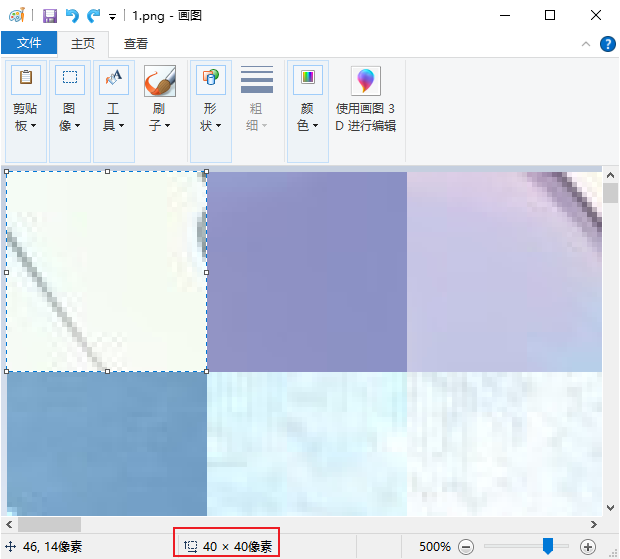 1.png - 画图
文件 主页 查看
剪贴板
图像
工具
刷子
形状
粗细
颜色
使用画图 3D 进行编辑
46, 14像素 40 × 40像素 500%